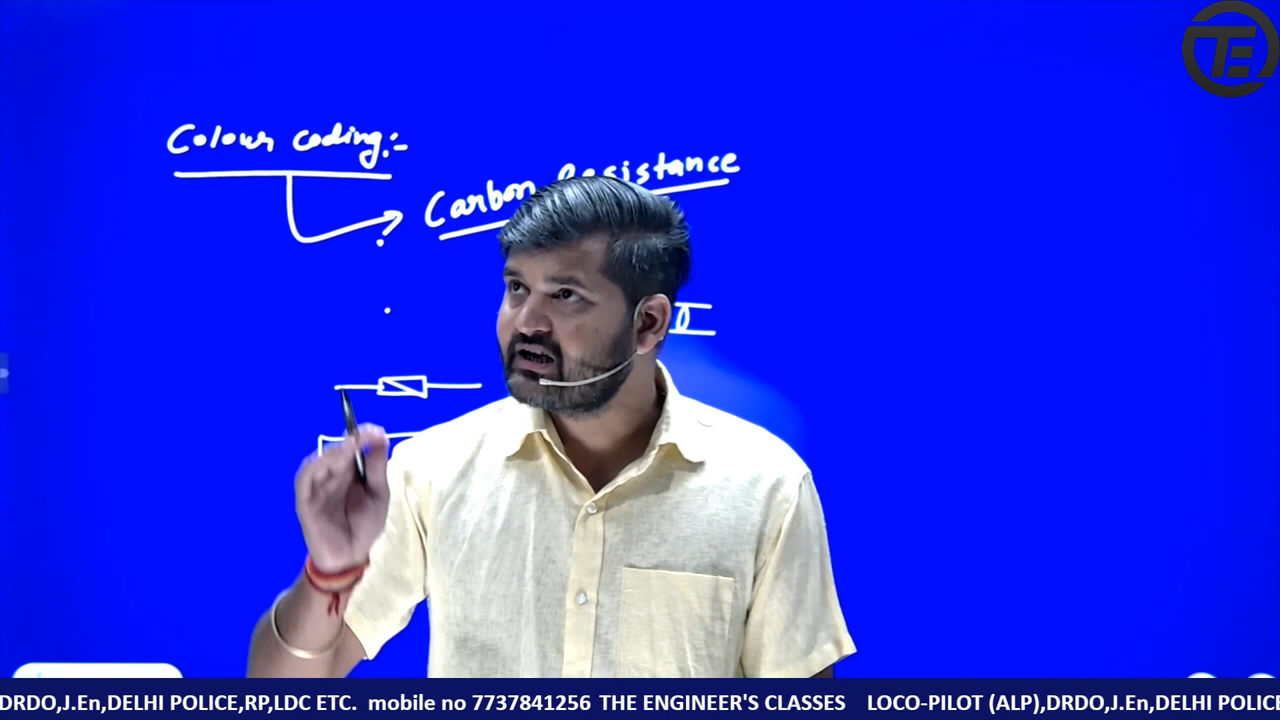 TE
Colour coding:-
Carbon Resistance
DRDO,J.En,DELHI POLICE,RP,LDC ETC. mobile no 7737841256 THE ENGINEER'S CLASSES LOCO-PILOT (ALP),DRDO,J.En,DELHI POLICE